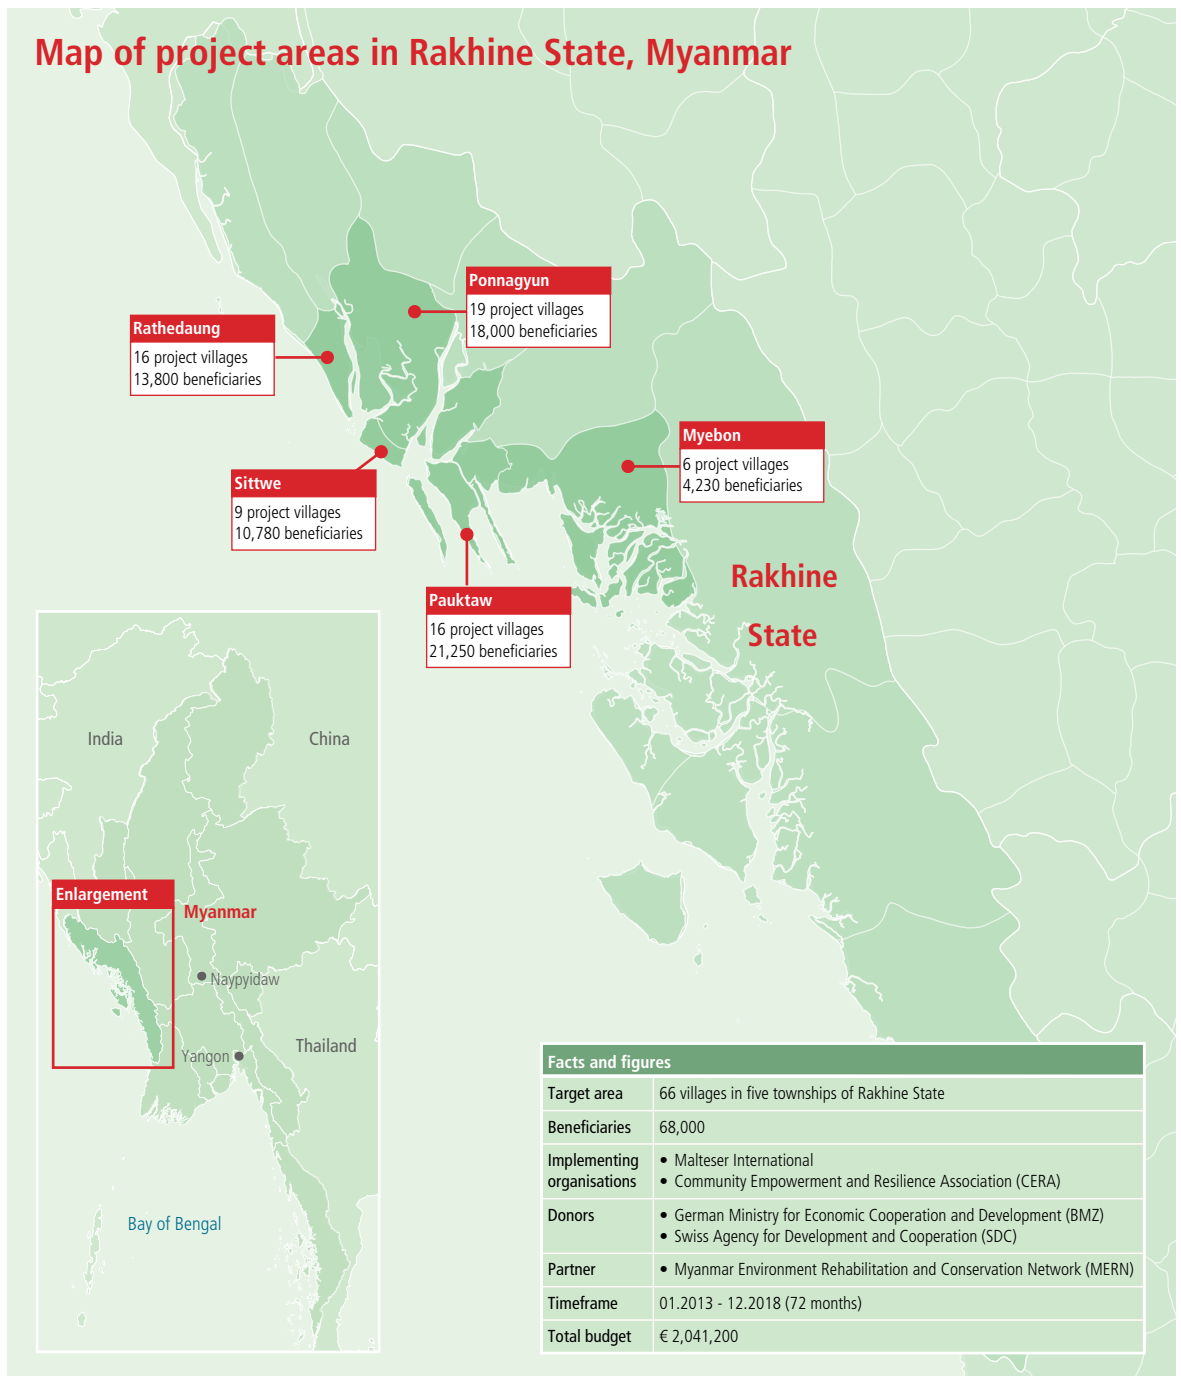 Map of project areas in Rakhine State, Myanmar
Ponnagyun
19 project villages
18,000 beneficiaries
Rathedaung
16 project villages
13,800 beneficiaries
Myebon
6 project villages
4,230 beneficiaries
Sittwe
9 project villages
10,780 beneficiaries
Pauktaw
16 project villages
21,250 beneficiaries
Rakhine
State
India
China
Enlargement
Myanmar
Naypyidaw
Thailand
Yangon
Bay of Bengal
Facts and figures
Target area 66 villages in five townships of Rakhine State
Beneficiaries 68,000
Implementing • Malteser International
organisations • Community Empowerment and Resilience Association (CERA)
Donors • German Ministry for Economic Cooperation and Development (BMZ)
• Swiss Agency for Development and Cooperation (SDC)
Partner • Myanmar Environment Rehabilitation and Conservation Network (MERN)
Timeframe 01.2013 - 12.2018 (72 months)
Total budget € 2,041,200